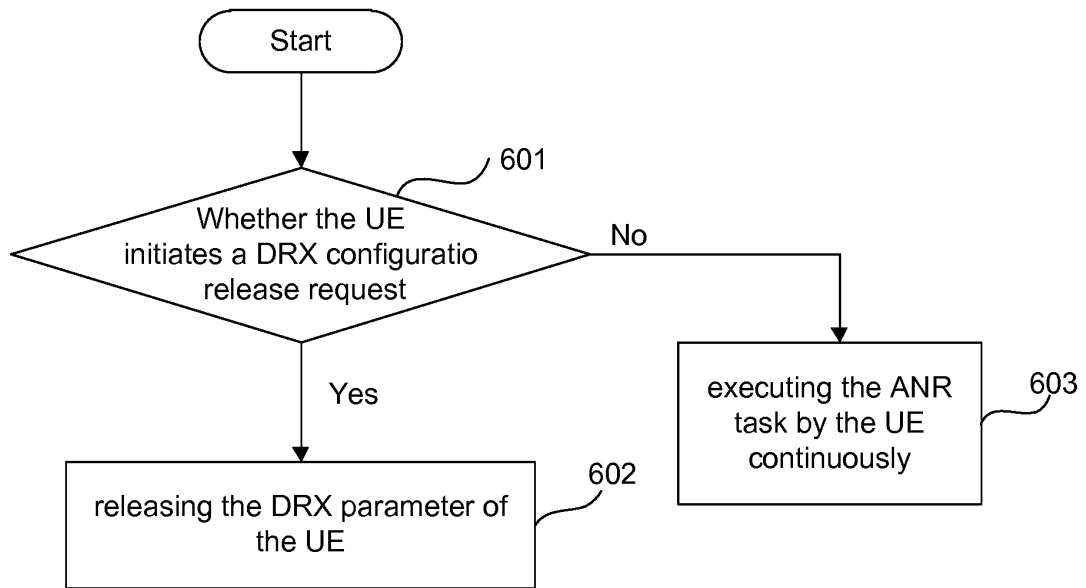 Start
601
Whether the UE
initiates a DRX configuratio
release request
No
Yes
executing the ANR
task by the UE
continuously
603
releasing the DRX parameter of
the UE
602